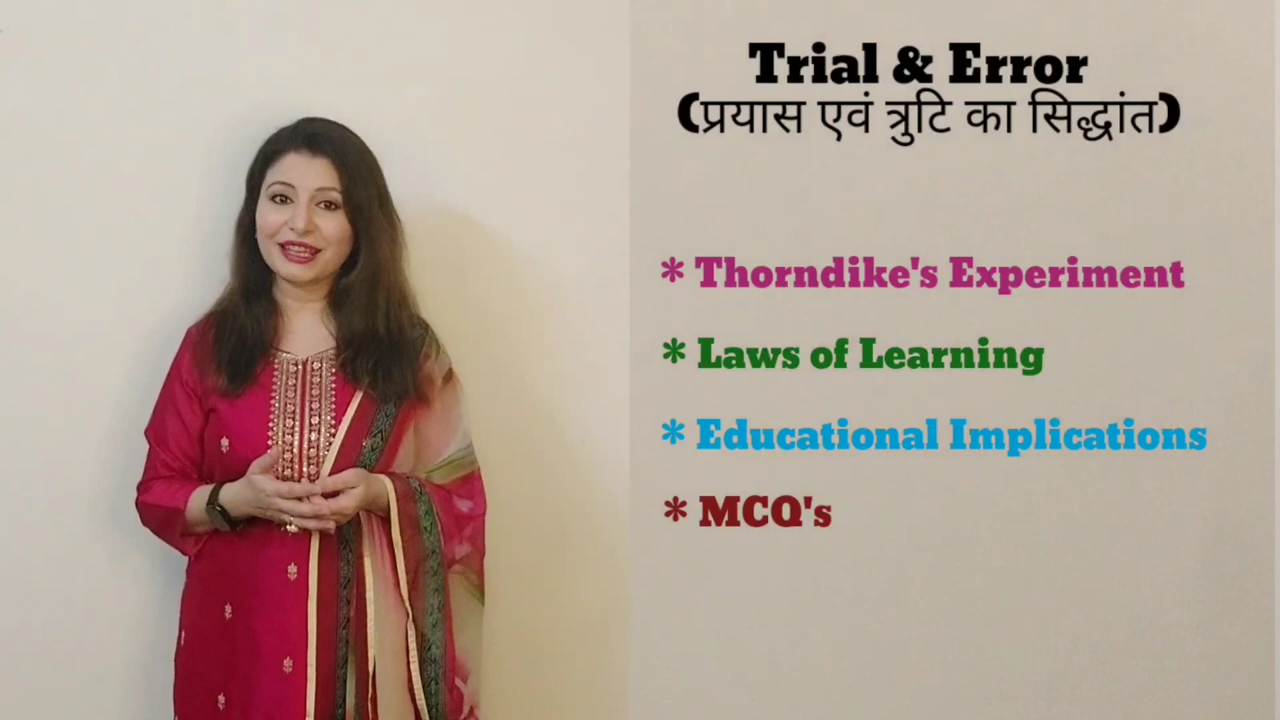 Trial & Error
(प्रयास एवं त्रुटि का सिद्धांत)
* Thorndike's Experiment
* Laws of Learning
* Educational Implications
* MCQ's